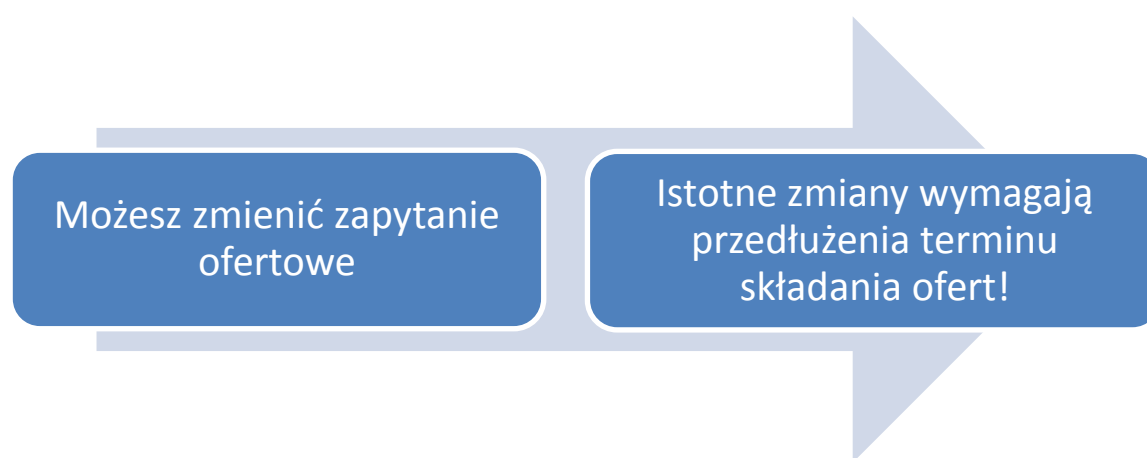 Możesz zmienić zapytanie
ofertowe
Istotne zmiany wymagają
przedłużenia terminu
składania ofert!